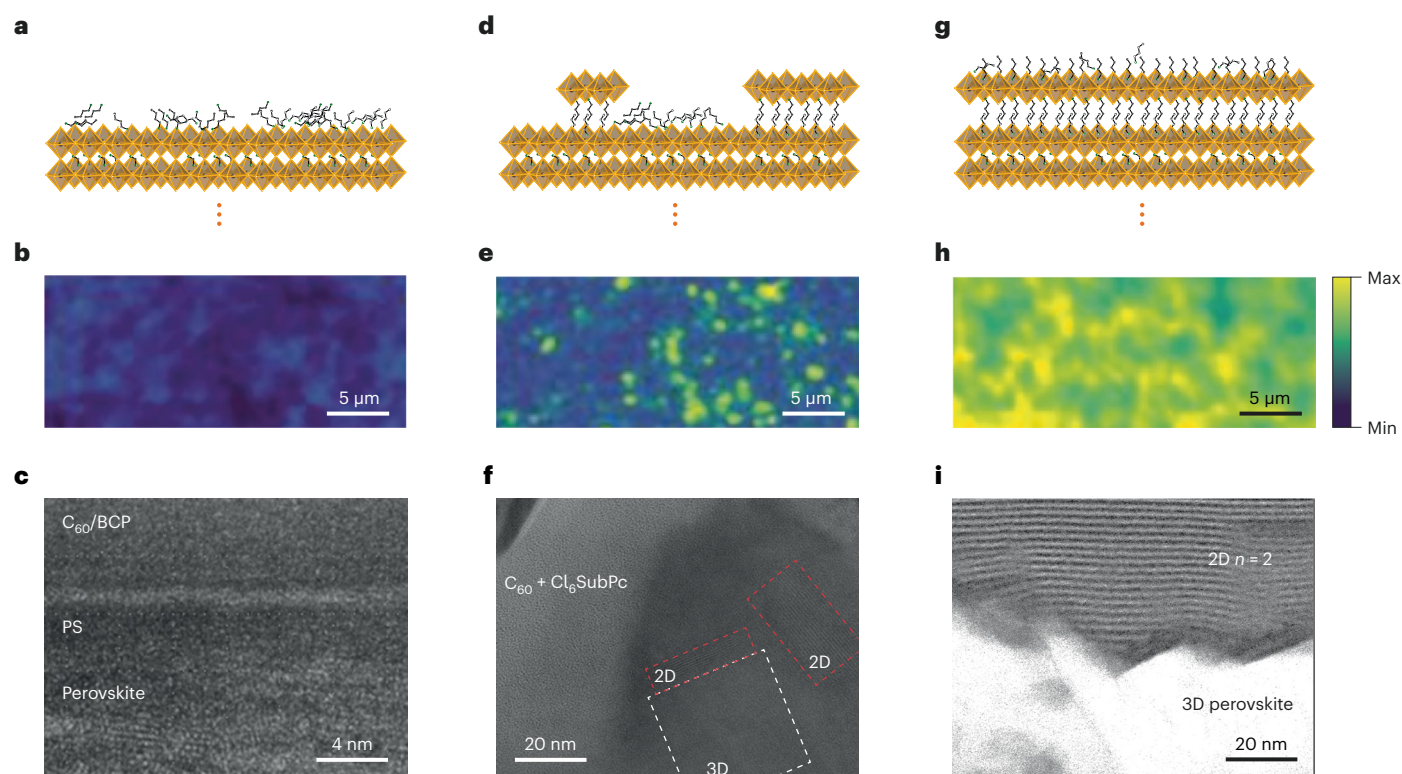 a
d
g
b
e
h
5 µm
5 µm
5 µm
Max
Min
c
f
i
C60/BCP
PS
Perovskite
4 nm
C60 + Cl6SubPc
2D
2D
3D
20 nm
2D n = 2
3D perovskite
20 nm